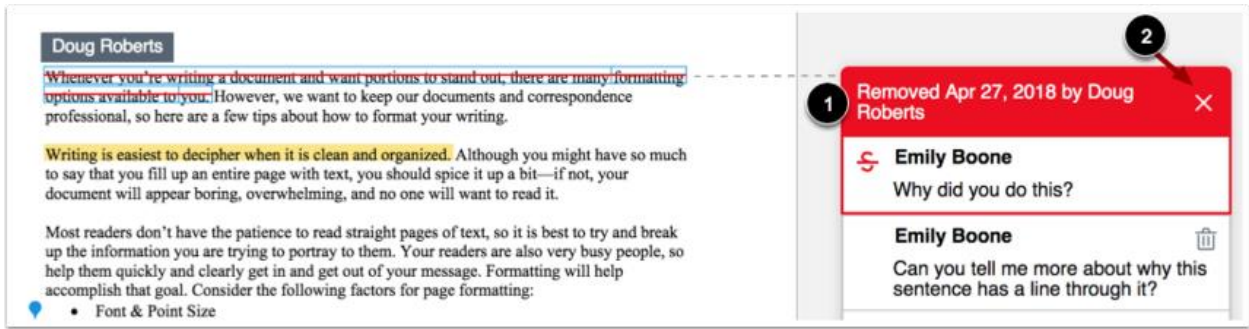 Doug Roberts
Whenever you're writing a document and want portions to stand out, there are many formatting
options available to you. However, we want to keep our documents and correspondence
professional, so here are a few tips about how to format your writing.
Writing is easiest to decipher when it is clean and organized. Although you might have so much
to say that you fill up an entire page with text, you should spice it up a bit—if not, your
document will appear boring, overwhelming, and no one will want to read it.
Most readers don't have the patience to read straight pages of text, so it is best to try and break
up the information you are trying to portray to them. Your readers are also very busy people, so
help them quickly and clearly get in and get out of your message. Formatting will help
accomplish that goal. Consider the following factors for page formatting:
• Font & Point Size
2
1
Removed Apr 27, 2018 by Doug
Roberts
S
Emily Boone
Why did you do this?
Emily Boone
Can you tell me more about why this
sentence has a line through it?